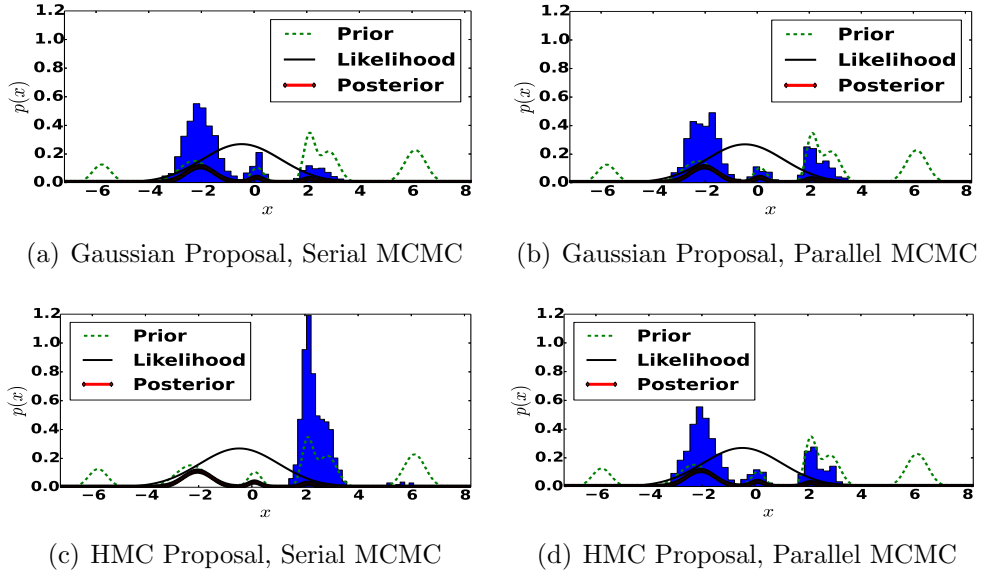 1.2
1.0
0.8
0.6
0.4
0.2
0.0
p(x)
−6 −4 −2 0 2 4 6 8
x
Prior
Likelihood
Posterior
(a) Gaussian Proposal, Serial MCMC
1.2
1.0
0.8
0.6
0.4
0.2
0.0
p(x)
−6 −4 −2 0 2 4 6 8
x
Prior
Likelihood
Posterior
(b) Gaussian Proposal, Parallel MCMC
1.2
1.0
0.8
0.6
0.4
0.2
0.0
p(x)
−6 −4 −2 0 2 4 6 8
x
Prior
Likelihood
Posterior
(c) HMC Proposal, Serial MCMC
1.2
1.0
0.8
0.6
0.4
0.2
0.0
p(x)
−6 −4 −2 0 2 4 6 8
x
Prior
Likelihood
Posterior
(d) HMC Proposal, Parallel MCMC